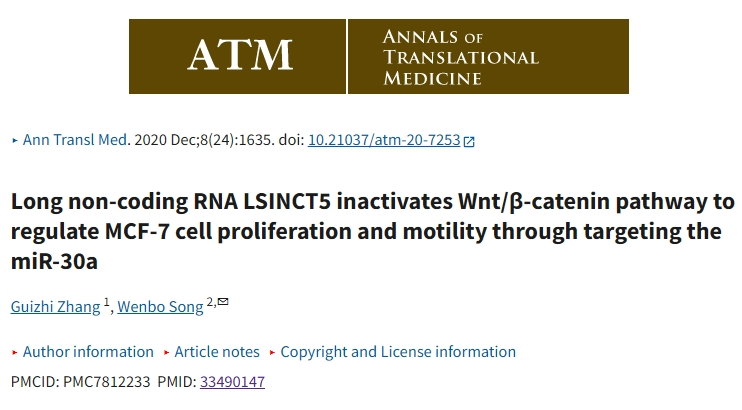 ATM
ANNALS OF
TRANSLATIONAL
MEDICINE
▸ Ann Transl Med. 2020 Dec;8(24):1635. doi: 10.21037/atm-20-7253
Long non-coding RNA LSINCT5 inactivates Wnt/β-catenin pathway to
regulate MCF-7 cell proliferation and motility through targeting the
miR-30a
Guizhi Zhang 1, Wenbo Song 2,✉
▸ Author information ▸ Article notes ▸ Copyright and License information
PMCID: PMC7812233 PMID: 33490147